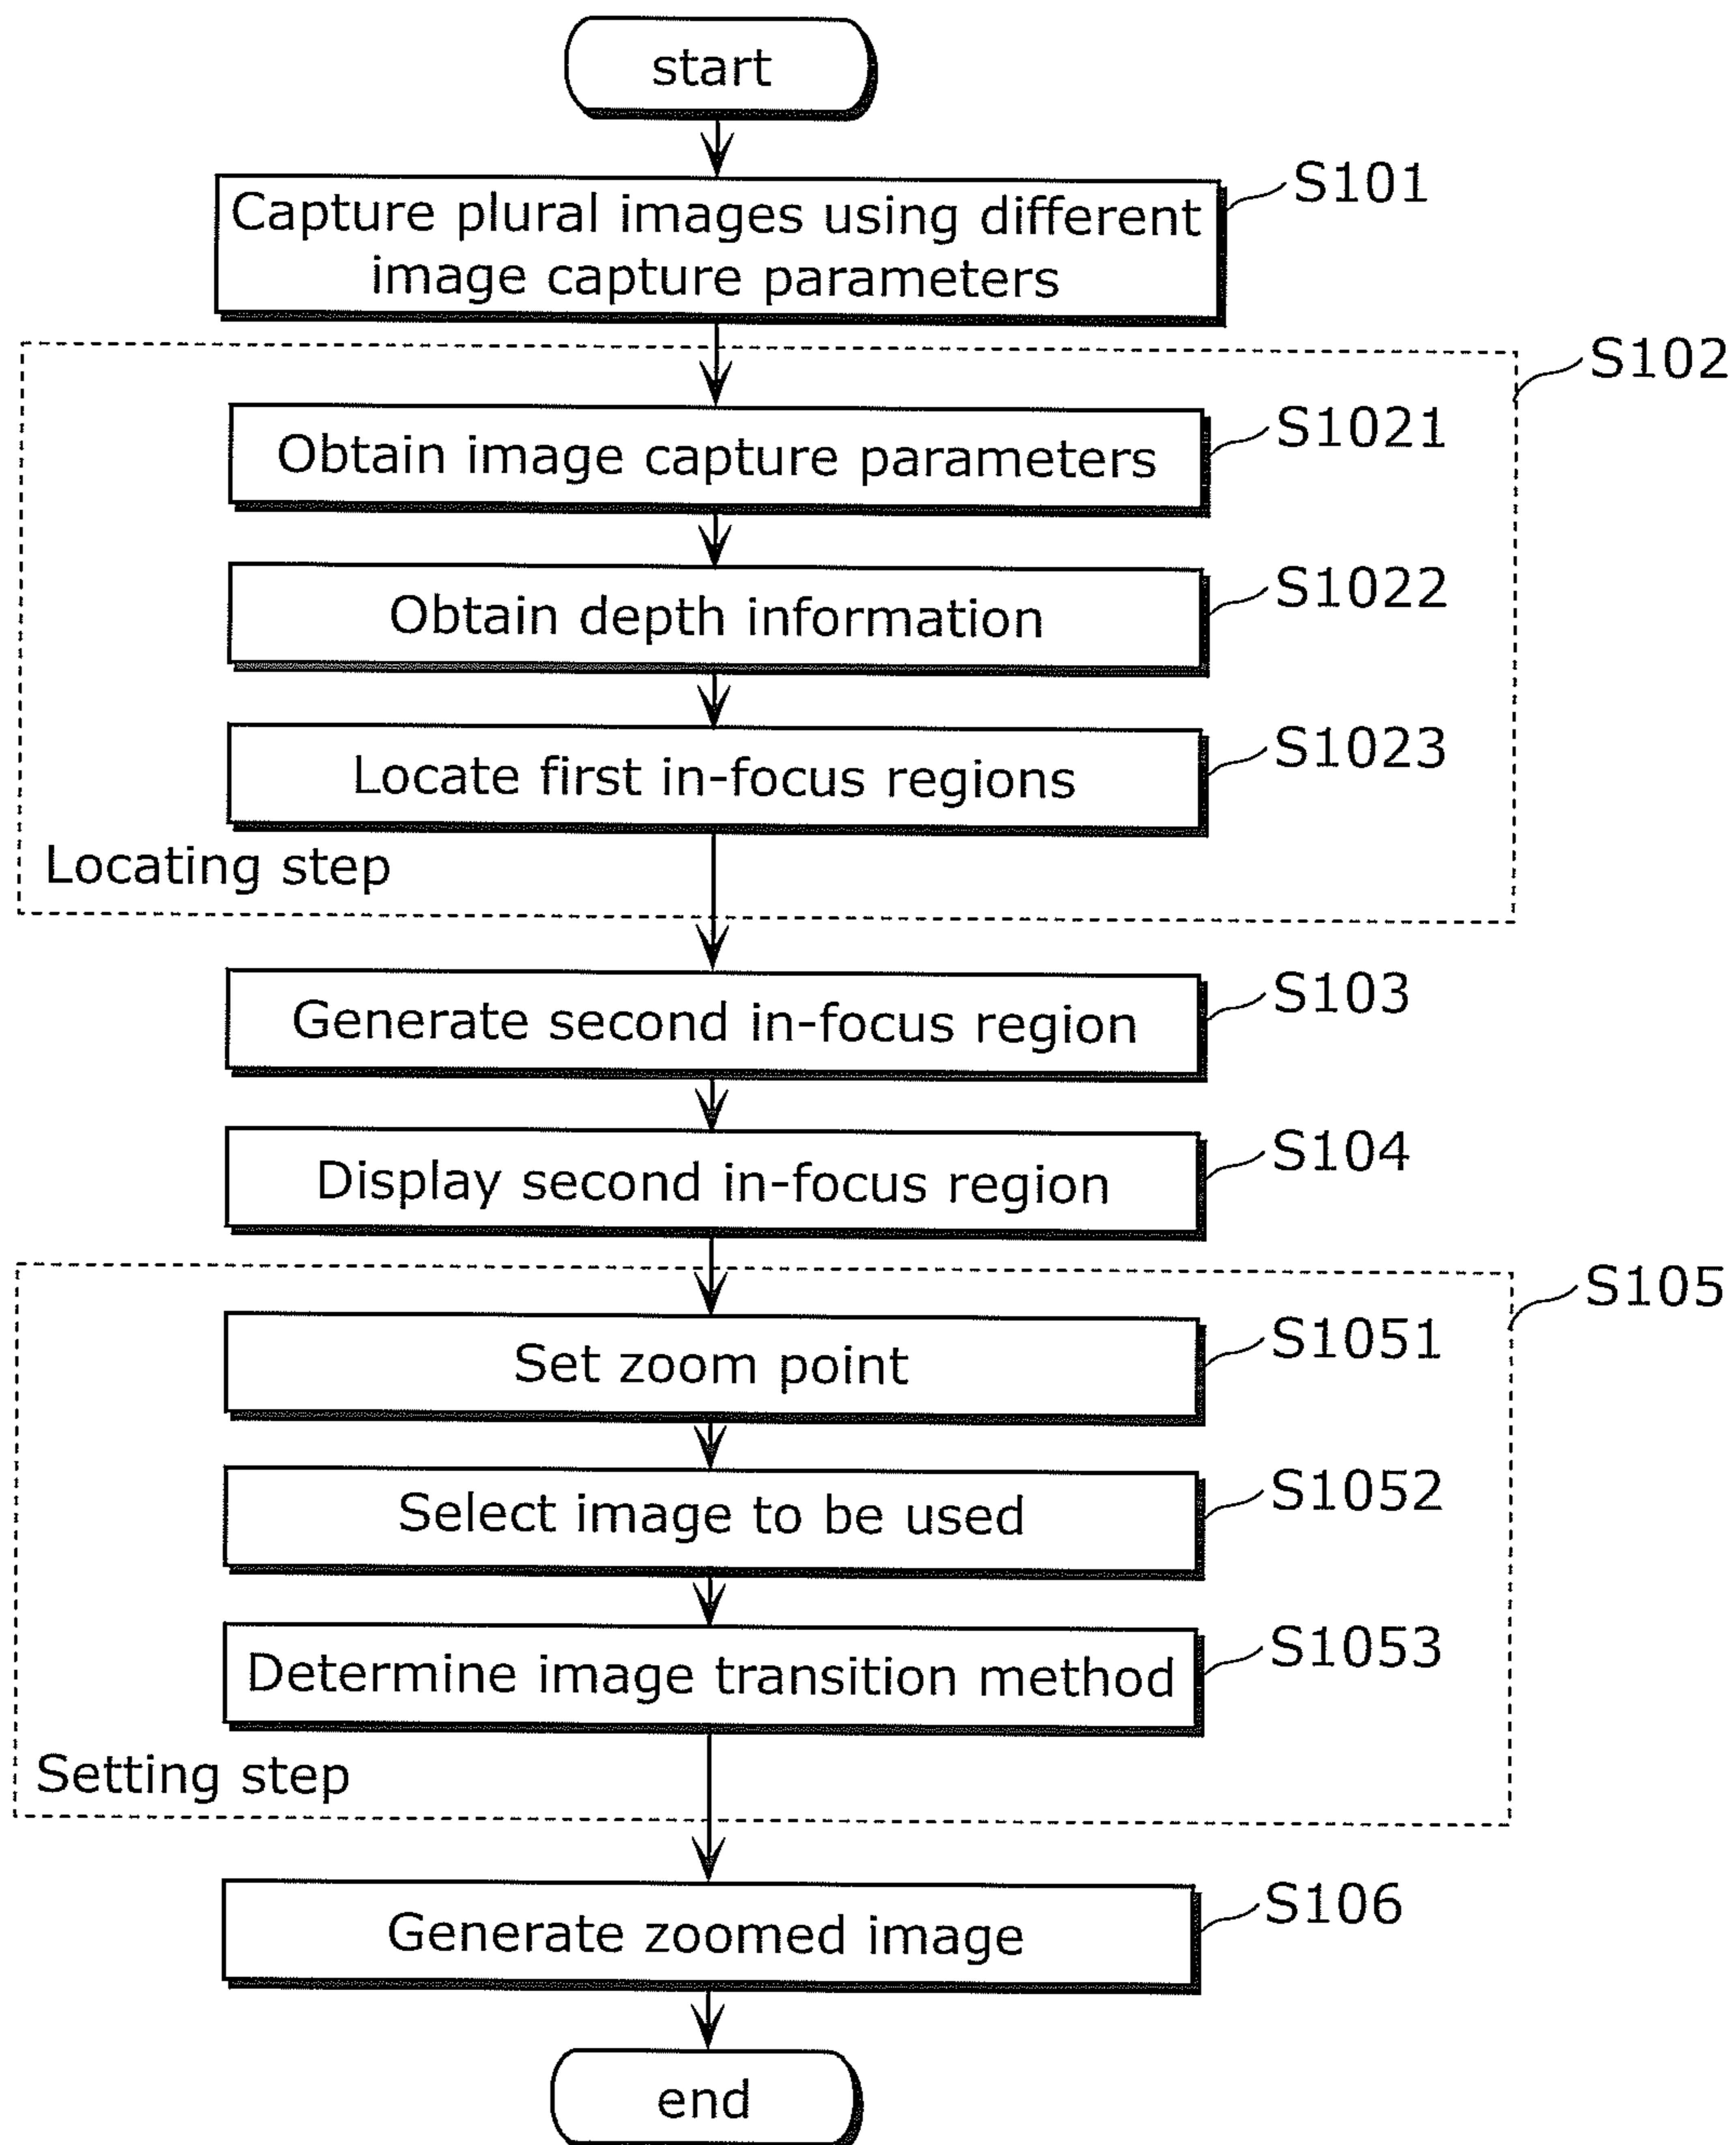 start
S101
Capture plural images using different
image capture parameters
S102
S1021
Obtain image capture parameters
S1022
Obtain depth information
S1023
Locate first in-focus regions
Locating step
S103
Generate second in-focus region
S104
Display second in-focus region
S105
S1051
Set zoom point
S1052
Select image to be used
S1053
Determine image transition method
Setting step
S106
Generate zoomed image
end